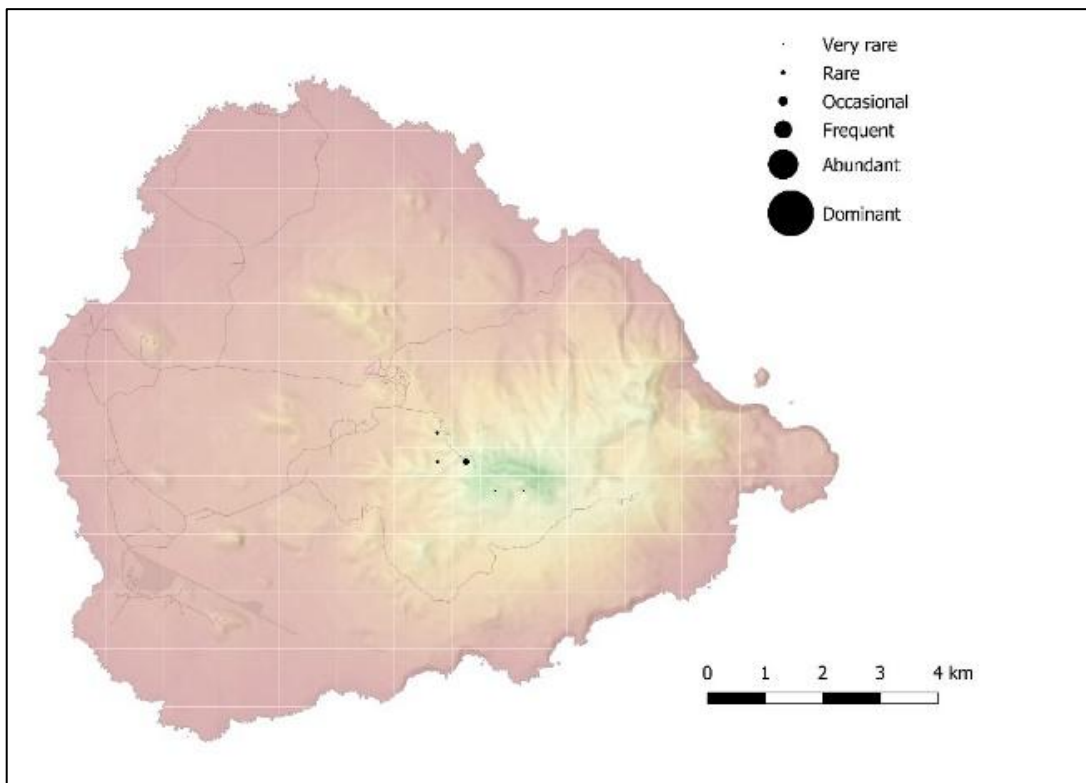 Very rare
Rare
Occasional
Frequent
Abundant
Dominant
0 1 2 3 4 km